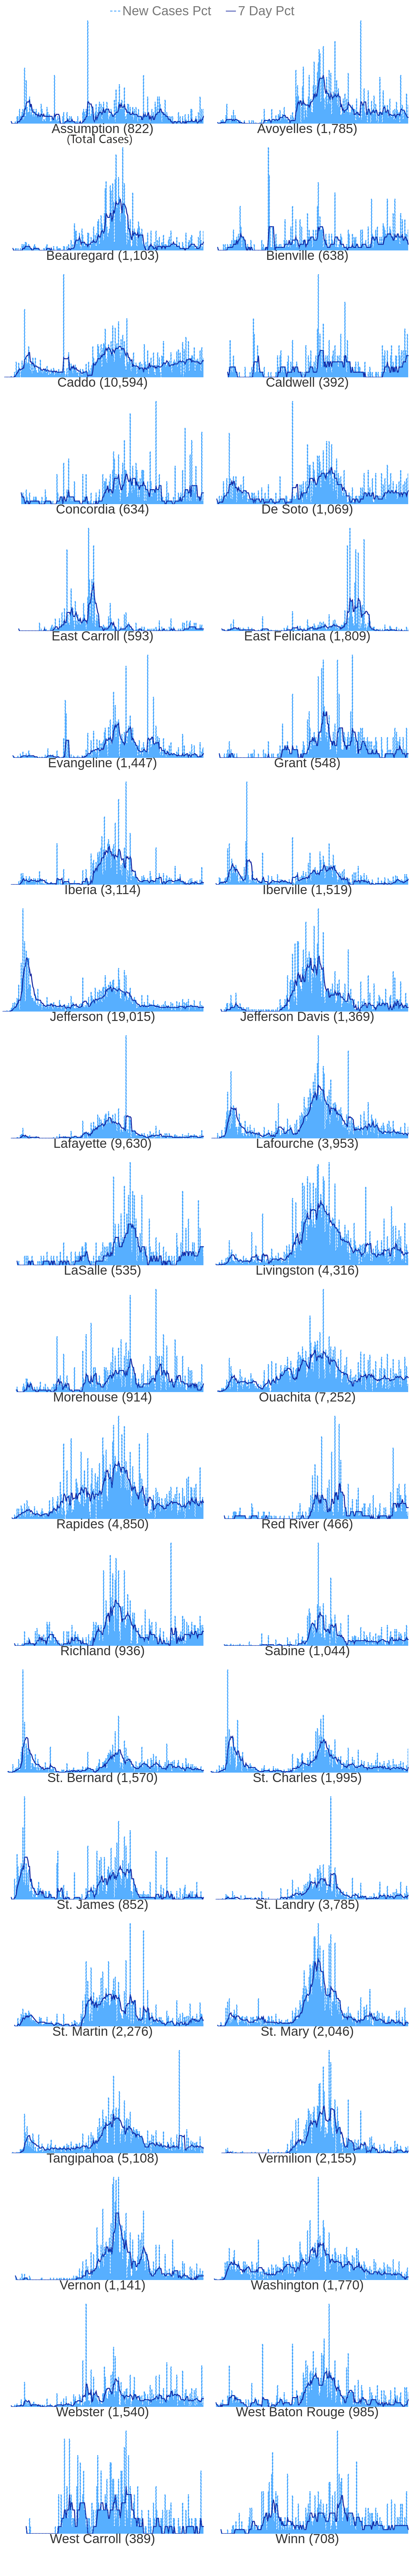 New Cases Pct 7 Day Pct
Assumption (822) Avoyelles (1,785)
(Total Cases)
Beauregard (1,103) Bienville (638)
Caddo (10,594) Caldwell (392)
Concordia (634) De Soto (1,069)
East Carroll (593) East Feliciana (1,809)
Evangeline (1,447) Grant (548)
Iberia (3,114) Iberville (1,519)
Jefferson (19,015) Jefferson Davis (1,369)
Lafayette (9,630) Lafourche (3,953)
LaSalle (535) Livingston (4,316)
Morehouse (914) Ouachita (7,252)
Rapides (4,850) Red River (466)
Richland (936) Sabine (1,044)
St. Bernard (1,570) St. Charles (1,995)
St. James (852) St. Landry (3,785)
St. Martin (2,276) St. Mary (2,046)
Tangipahoa (5,108) Vermilion (2,155)
Vernon (1,141) Washington (1,770)
Webster (1,540) West Baton Rouge (985)
West Carroll (389) Winn (708)